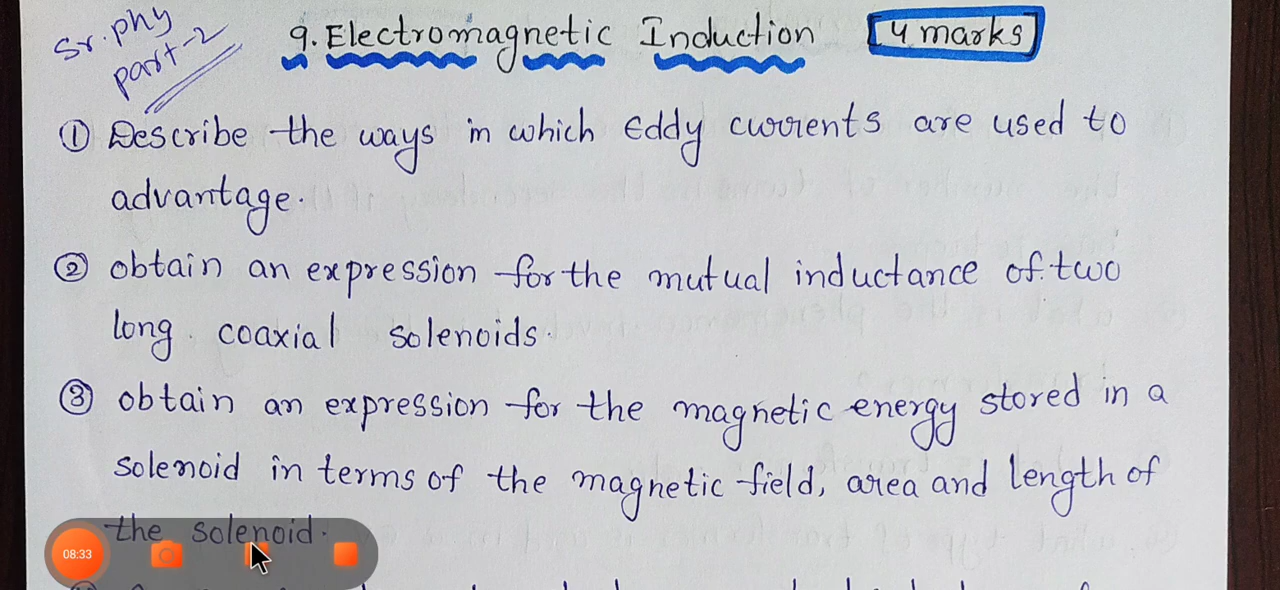 Sr. phy
part-2
9. Electromagnetic Induction [4 marks]
① Describe the ways in which Eddy currents are used to
advantage.
② obtain an expression for the mutual inductance of two
long coaxial solenoids.
③ obtain an expression for the magnetic energy stored in a
solenoid in terms of the magnetic field, area and length of
the solenoid.
08:33